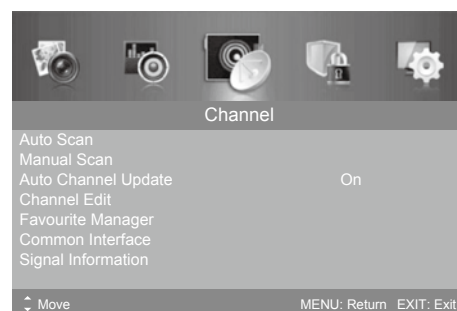 Channel
Auto Scan
Manual Scan
Auto Channel Update On
Channel Edit
Favourite Manager
Common Interface
Signal Information
Move MENU: Return EXIT: Exit